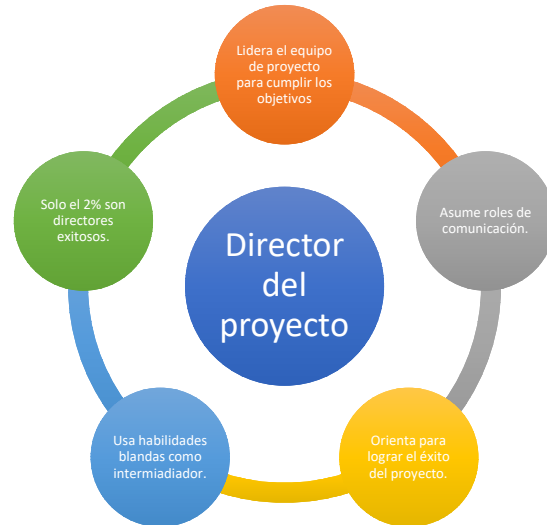 Lidera el equipo
de proyecto
para cumplir los
objetivos
Asume roles de
comunicación.
Orienta para
lograr el éxito
del proyecto.
Usa habilidades
blandas como
intermiadiador.
Solo el 2% son
directores
exitosos.
Director
del
proyecto